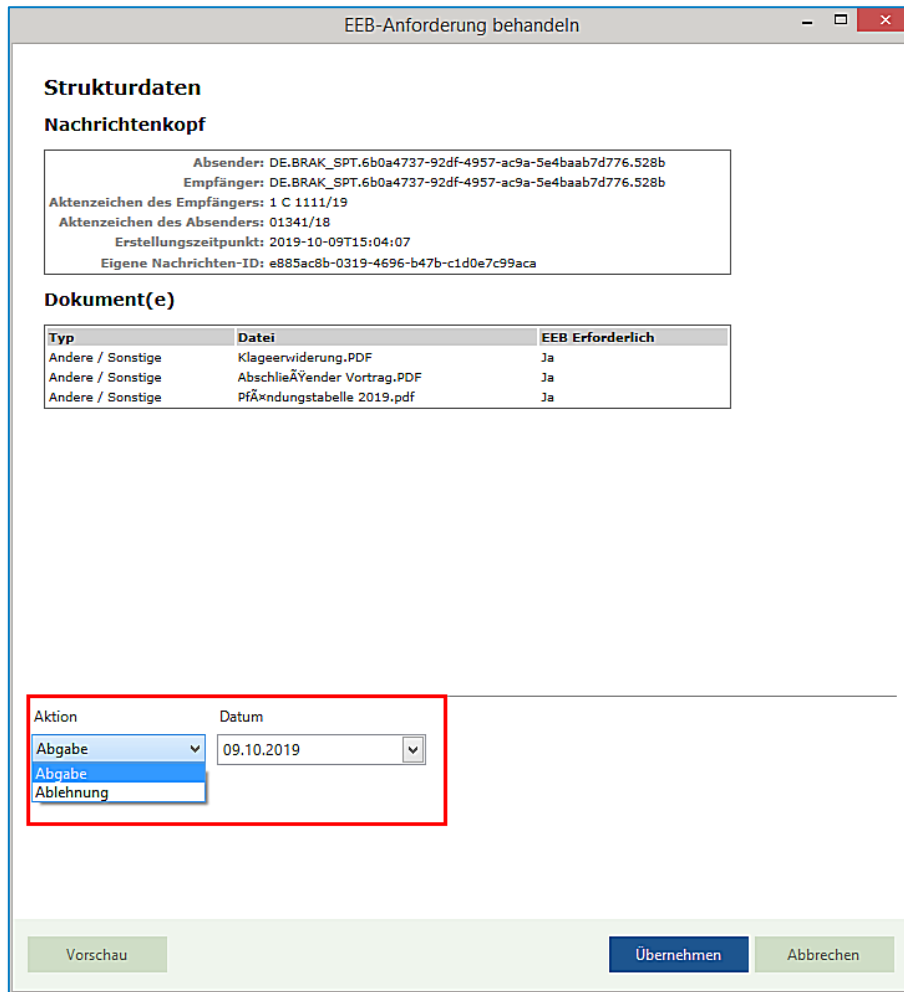 EEB-Anforderung behandeln
Strukturdaten
Nachrichtenkopf
Absender: DE.BRAK_SPT.6b0a4737-92df-4957-ac9a-5e4baab7d776.528b
Empfänger: DE.BRAK_SPT.6b0a4737-92df-4957-ac9a-5e4baab7d776.528b
Aktenzeichen des Empfängers: 1 C 1111/19
Aktenzeichen des Absenders: 01341/18
Erstellungszeitpunkt: 2019-10-09T15:04:07
Eigene Nachrichten-ID: e885ac8b-0319-4696-b47b-c1d0e7c99aca
Dokument(e)
Typ Datei EEB Erforderlich
Andere / Sonstige Klageerwiderung.PDF Ja
Andere / Sonstige AbschlieÃŸender Vortrag.PDF Ja
Andere / Sonstige PfÃ¤ndungstabelle 2019.pdf Ja
Aktion Datum
Abgabe 09.10.2019
Abgabe
Ablehnung
Vorschau Übernehmen Abbrechen